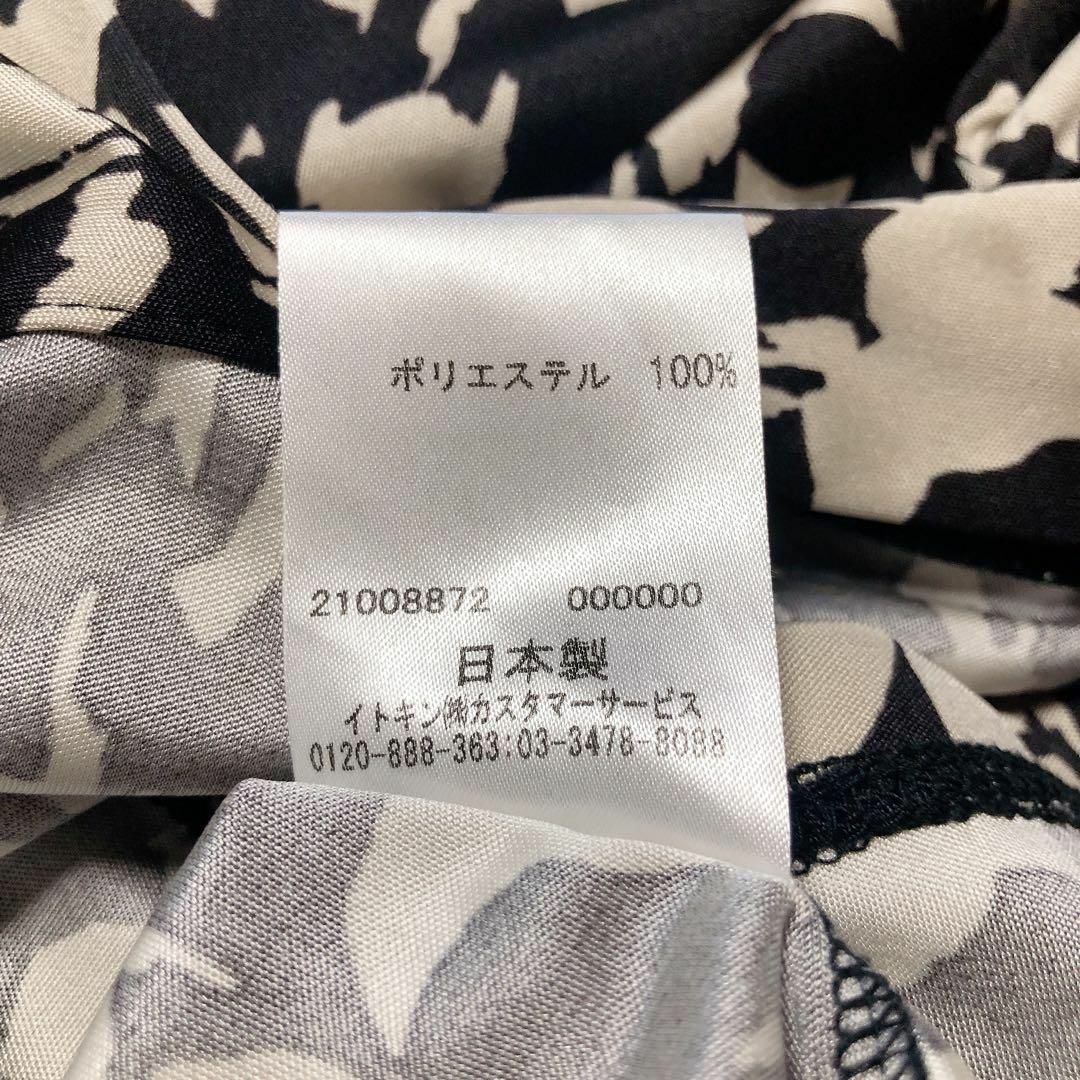 ポリエステル 100%
21008872 000000
日本製
イトキン㈱カスタマーサービス
0120-888-363:03-3478-8088